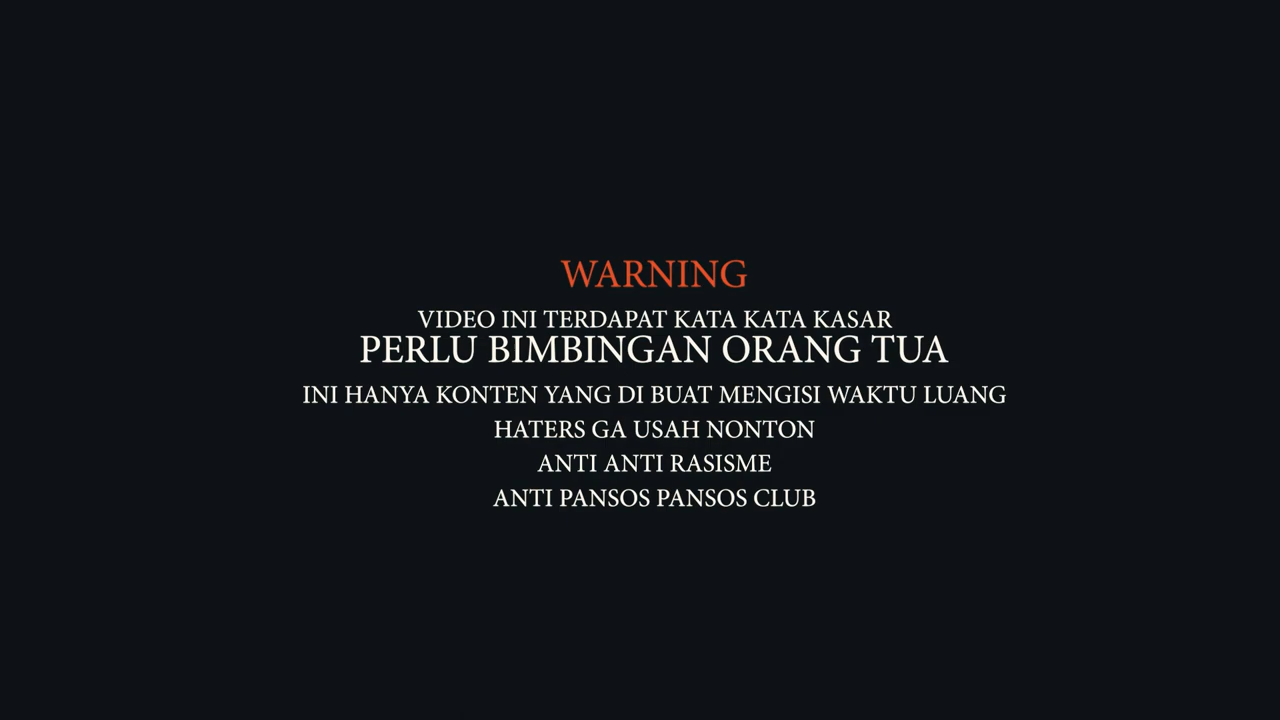 WARNING
VIDEO INI TERDAPAT KATA KATA KASAR
PERLU BIMBINGAN ORANG TUA
INI HANYA KONTEN YANG DI BUAT MENGISI WAKTU LUANG
HATERS GA USAH NONTON
ANTI ANTI RASISME
ANTI PANSOS PANSOS CLUB